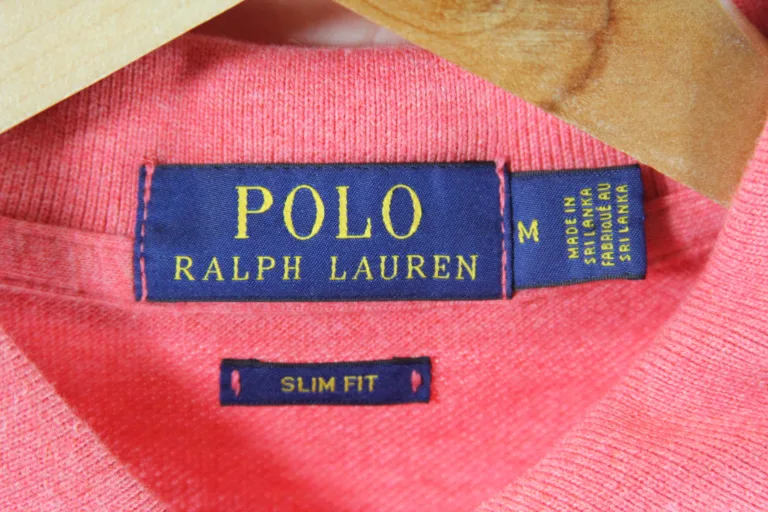 POLO
RALPH LAUREN
M
MADE IN
SRI LANKA
FABRIQUÉ AU
SRI LANKA
SLIM FIT